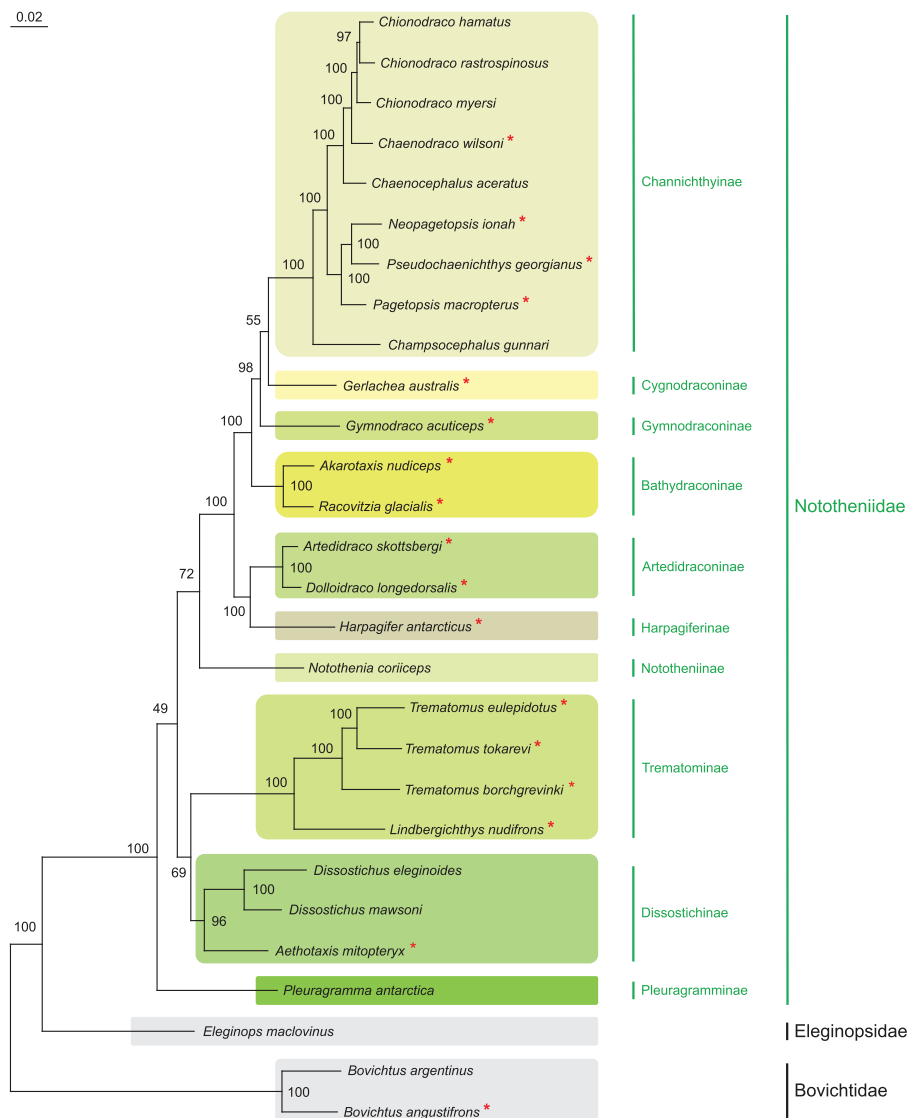 0.02
Chionodraco hamatus
97
Chionodraco rastrospinosus
100
Chionodraco myersi
100
Chaenodraco wilsoni *
100
Chaenocephalus aceratus
Channichthyinae
100
Neopagetopsis ionah *
100
Pseudochaenichthys georgianus *
100
100
Pagetopsis macropterus *
Champsocephalus gunnari
55
Gerlachea australis *
Cygnodraconinae
98
Gymnodraco acuticeps *
Gymnodraconinae
100
Akarotaxis nudiceps *
100
Bathydraconinae
Racovitzia glacialis *
Nototheniidae
100
Artedidraco skottsbergi *
100
Artedidraconinae
Dolloidraco longedorsalis *
72
100
Harpagifer antarcticus *
Harpagiferinae
Notothenia coriiceps
Nototheniinae
49
Trematomus eulepidotus *
100
Trematomus tokarevi *
100
Trematominae
100
Trematomus borchgrevinki *
Lindbergichthys nudifrons *
100
69
Dissostichus eleginoides
100
Dissostichus mawsoni
Dissostichinae
96
Aethotaxis mitopteryx *
100
Pleuragramma antarctica
Pleuragramminae
Eleginops maclovinus
Eleginopsidae
Bovichtus argentinus
100
Bovichtidae
Bovichtus angustifrons *